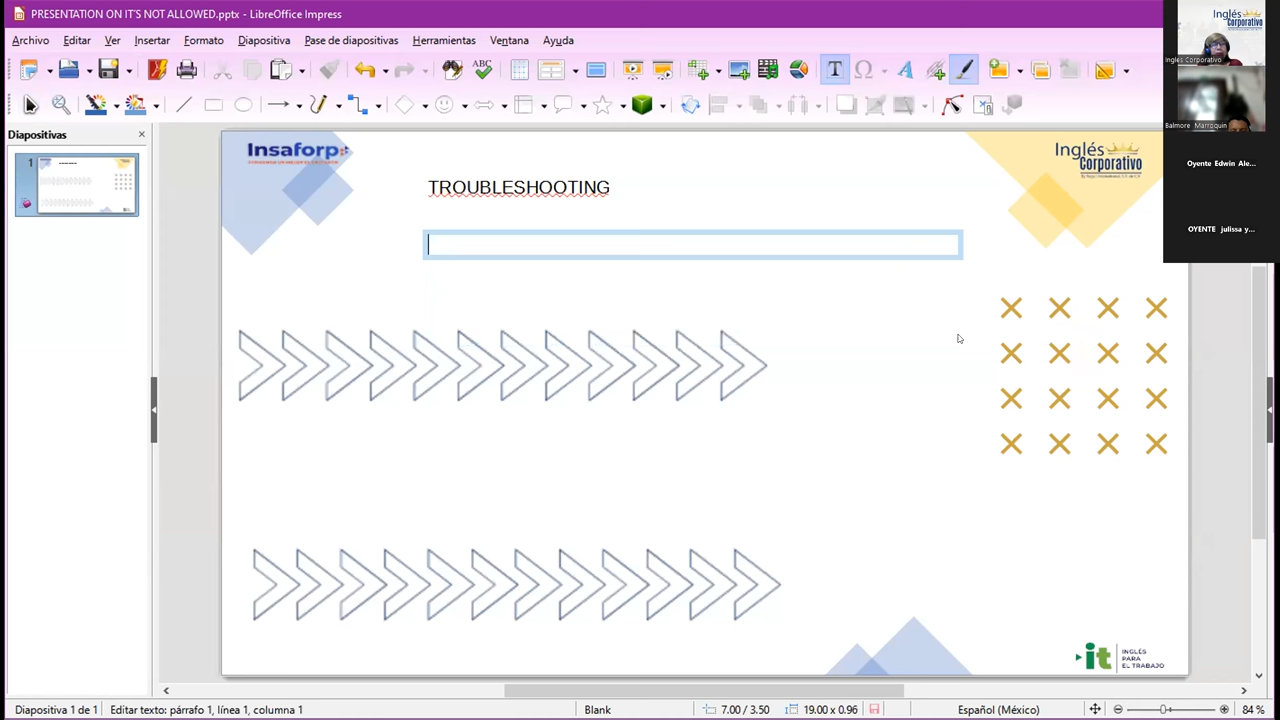 PRESENTATION ON IT'S NOT ALLOWED.pptx - LibreOffice Impress
Archivo Editar Ver Insertar Formato Diapositiva Pase de diapositivas Herramientas Ventana Ayuda
Diapositivas
1
Insaforp
Inglés
Corporativo
TROUBLESHOOTING
it INGLÉS
PARA
EL TRABAJO
Inglés
Corporativo
Ingles Corporativo
Balmore Marroquin
Oyente Edwin Ale...
OYENTE julissa y...
Diapositiva 1 de 1 Editar texto: párrafo 1, línea 1, columna 1 Blank 7.00 / 3.50 19.00 x 0.96 Español (México) 84 %